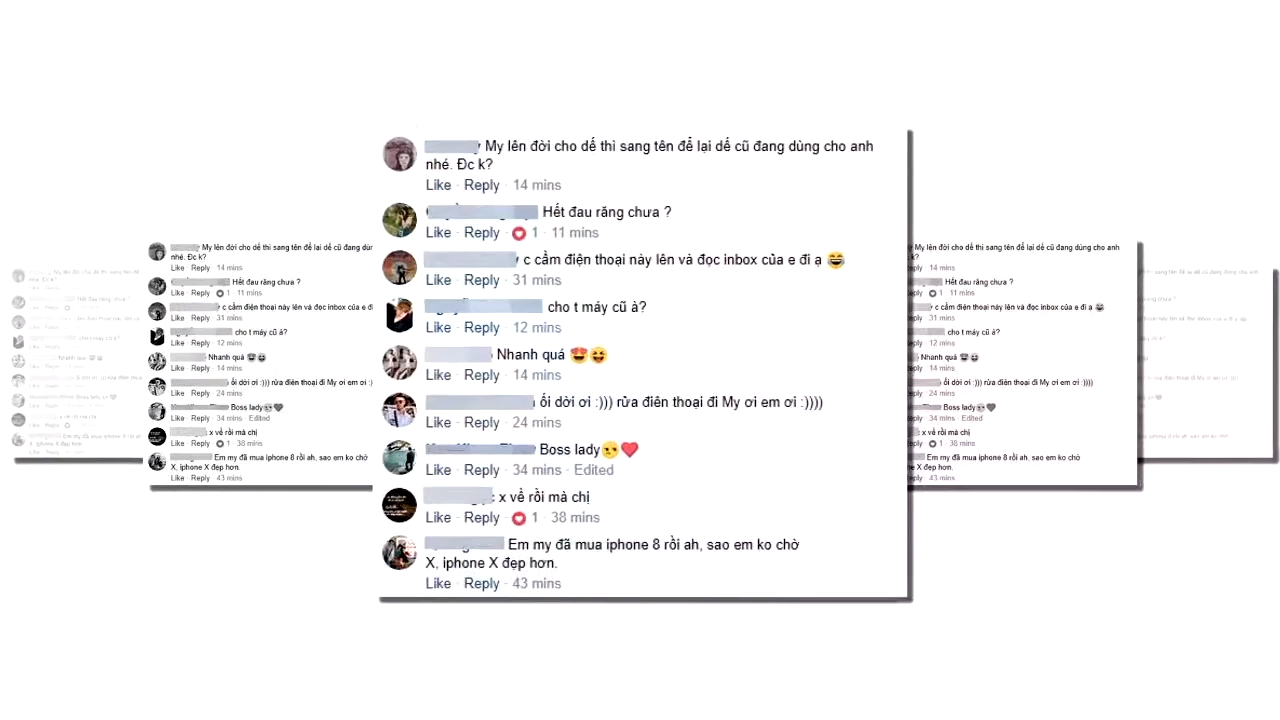 My lên đời cho dế thì sang tên để lại dế cũ đang dùng cho anh
nhé. Đc k?
Like · Reply · 14 mins
Hết đau răng chưa ?
Like · Reply · 1 · 11 mins
c cầm điện thoại này lên và đọc inbox của e đi ạ 😂
Like · Reply · 31 mins
cho t máy cũ à?
Like · Reply · 12 mins
Nhanh quá 😍😆
Like · Reply · 14 mins
ối dời ơi :))) rửa điên thoại đi My ơi em ơi :))))
Like · Reply · 24 mins
Boss lady😒❤️
Like · Reply · 34 mins · Edited
x về rồi mà chị
Like · Reply · 1 · 38 mins
Em my đã mua iphone 8 rồi ah, sao em ko chờ
X, iphone X đẹp hơn.
Like · Reply · 43 mins